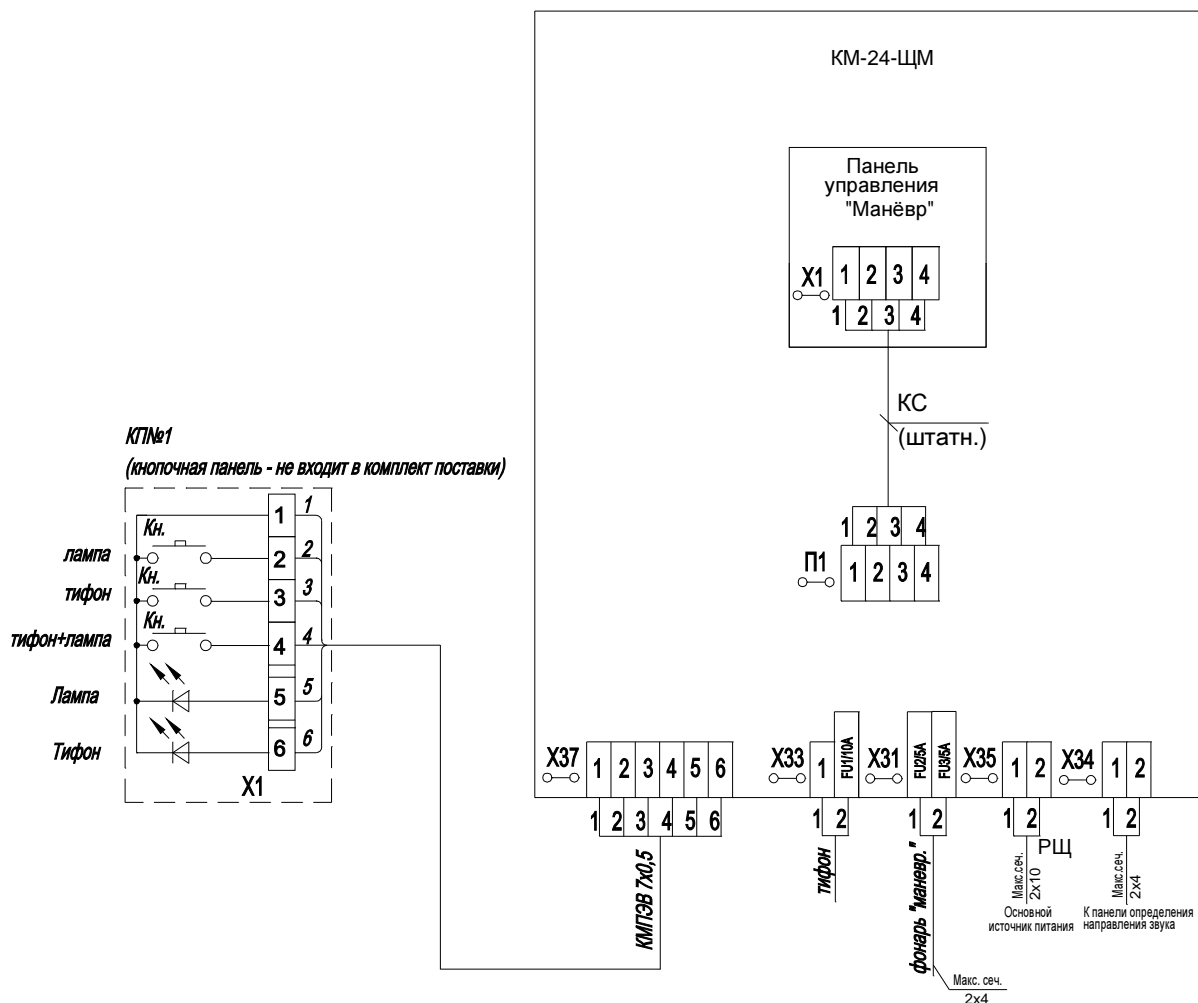 КМ-24-ЩМ
Панель
управления
"Манёвр"
X1
1 2 3 4
1 2 3 4
КС
(штатн.)
КП№1
(кнопочная панель - не входит в комплект поставки)
1 1
Кн.
лампа 2 2
Кн.
тифон 3 3
Кн.
тифон+лампа 4 4
Лампа 5 5
Тифон 6 6
X1
1 2 3 4
П1
1 2 3 4
X37
1 2 3 4 5 6
1 2 3 4 5 6
КМПЭВ 7х0,5
X33
1 FU1/10A
1 2
тифон
X31
FU2/5A FU3/5A
1 2
фонарь "маневр."
Макс. сеч.
2х4
X35
1 2
1 2
РЩ
Макс.сеч.
2х10
Основной
источник питания
X34
1 2
1 2
Макс.сеч.
2х4
К панели определения
направления звука